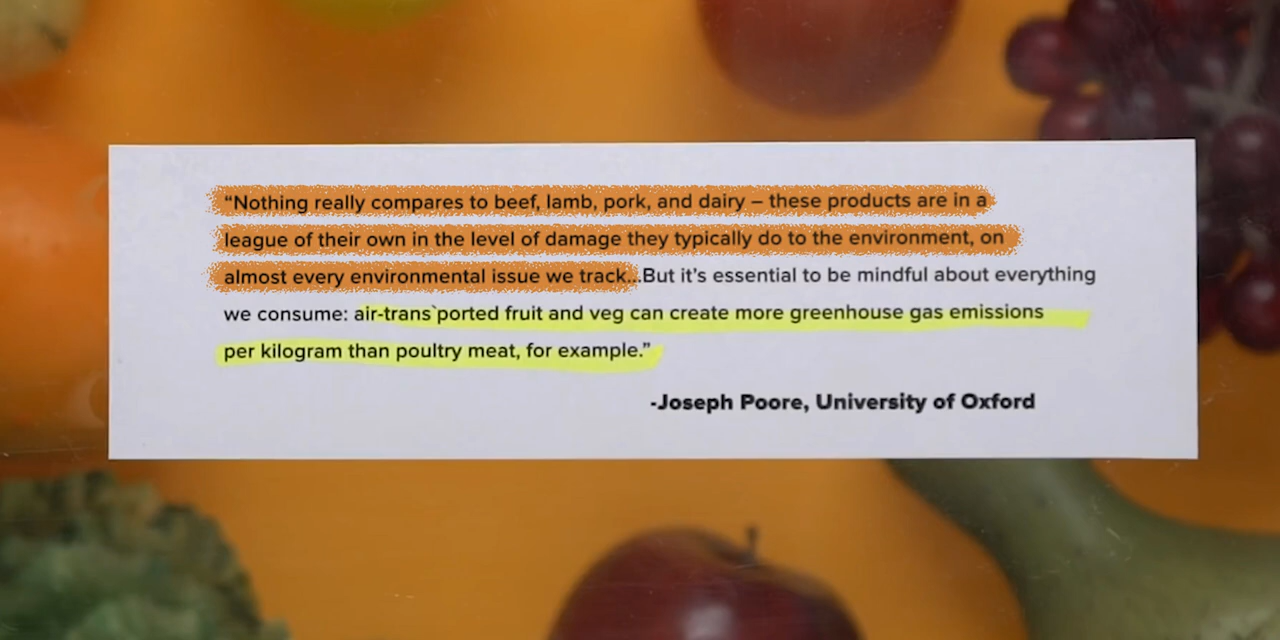 “Nothing really compares to beef, lamb, pork, and dairy – these products are in a
league of their own in the level of damage they typically do to the environment, on
almost every environmental issue we track...But it’s essential to be mindful about everything
we consume: air-trans`ported fruit and veg can create more greenhouse gas emissions
per kilogram than poultry meat, for example.”
-Joseph Poore, University of Oxford